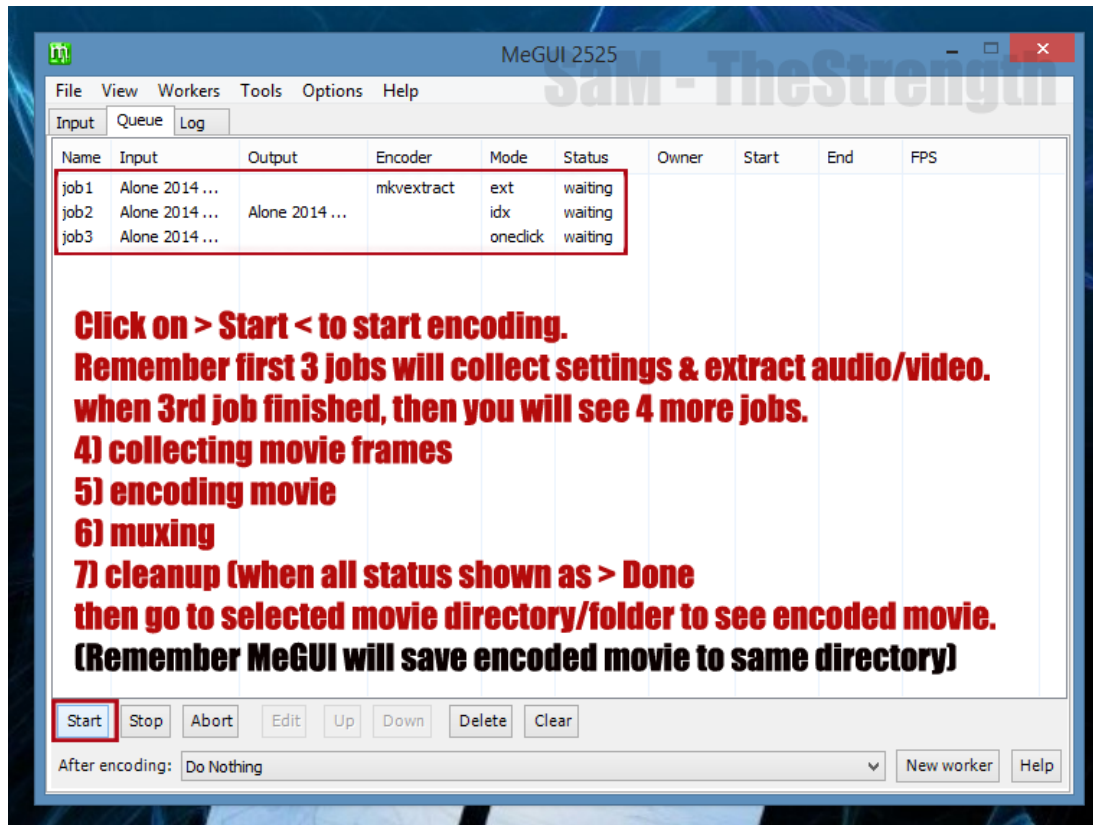 MeGUI 2525
SaM - TheStrength
File View Workers Tools Options Help
Input Queue Log
Name Input Output Encoder Mode Status Owner Start End FPS
job1 Alone 2014 ... mkvextract ext waiting
job2 Alone 2014 ... Alone 2014 ... idx waiting
job3 Alone 2014 ... oneclick waiting
Click on > Start < to start encoding.
Remember first 3 jobs will collect settings & extract audio/video.
when 3rd job finished, then you will see 4 more jobs.
4) collecting movie frames
5) encoding movie
6) muxing
7) cleanup (when all status shown as > Done
then go to selected movie directory/folder to see encoded movie.
(Remember MeGUI will save encoded movie to same directory)
Start Stop Abort Edit Up Down Delete Clear
After encoding: Do Nothing New worker Help